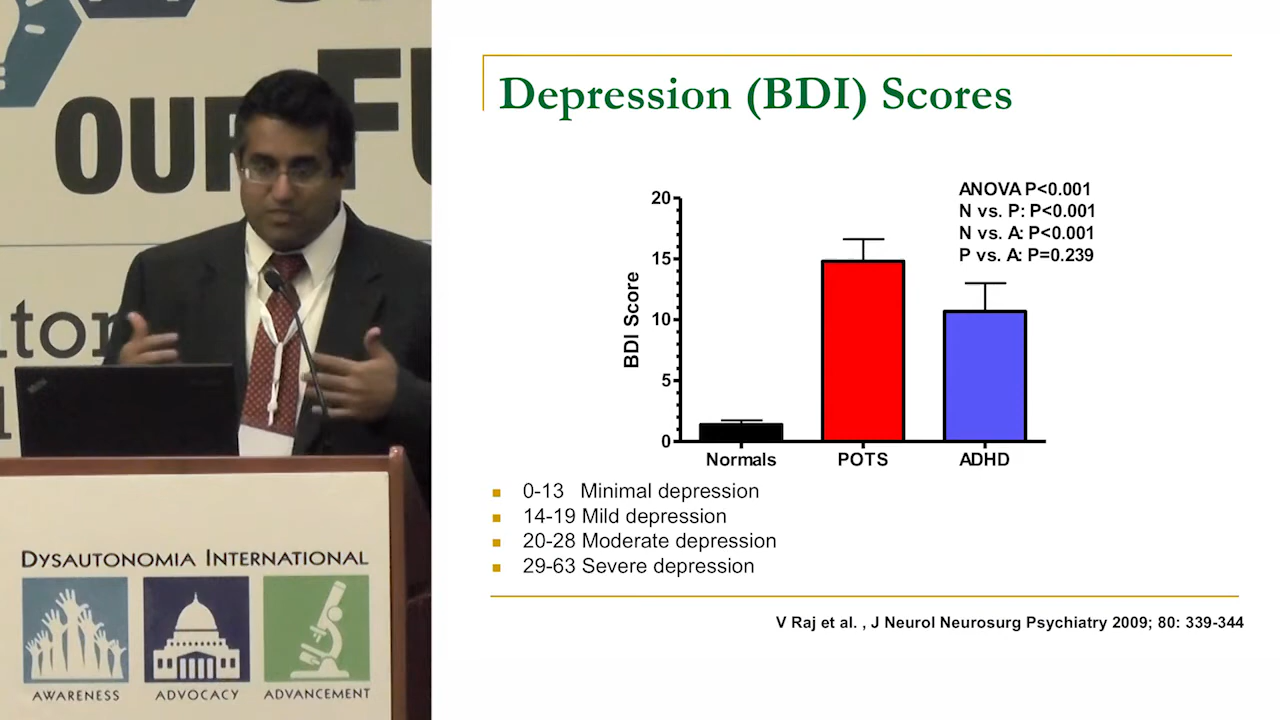 OUR FU
Dysautonomia International
AWARENESS
ADVOCACY
ADVANCEMENT
Depression (BDI) Scores
ANOVA P<0.001
N vs. P: P<0.001
N vs. A: P<0.001
P vs. A: P=0.239
BDI Score
20
15
10
5
0
Normals
POTS
ADHD
0-13 Minimal depression
14-19 Mild depression
20-28 Moderate depression
29-63 Severe depression
V Raj et al. , J Neurol Neurosurg Psychiatry 2009; 80: 339-344